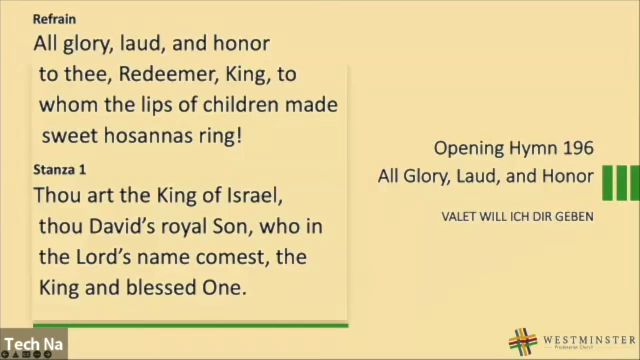 Refrain
All glory, laud, and honor
to thee, Redeemer, King, to
whom the lips of children made
sweet hosannas ring!
Stanza 1
Thou art the King of Israel,
thou David's royal Son, who in
the Lord's name comest, the
King and blessed One.
Opening Hymn 196
All Glory, Laud, and Honor
VALET WILL ICH DIR GEBEN
Tech Na
WESTMINSTER
Presbyterian Church